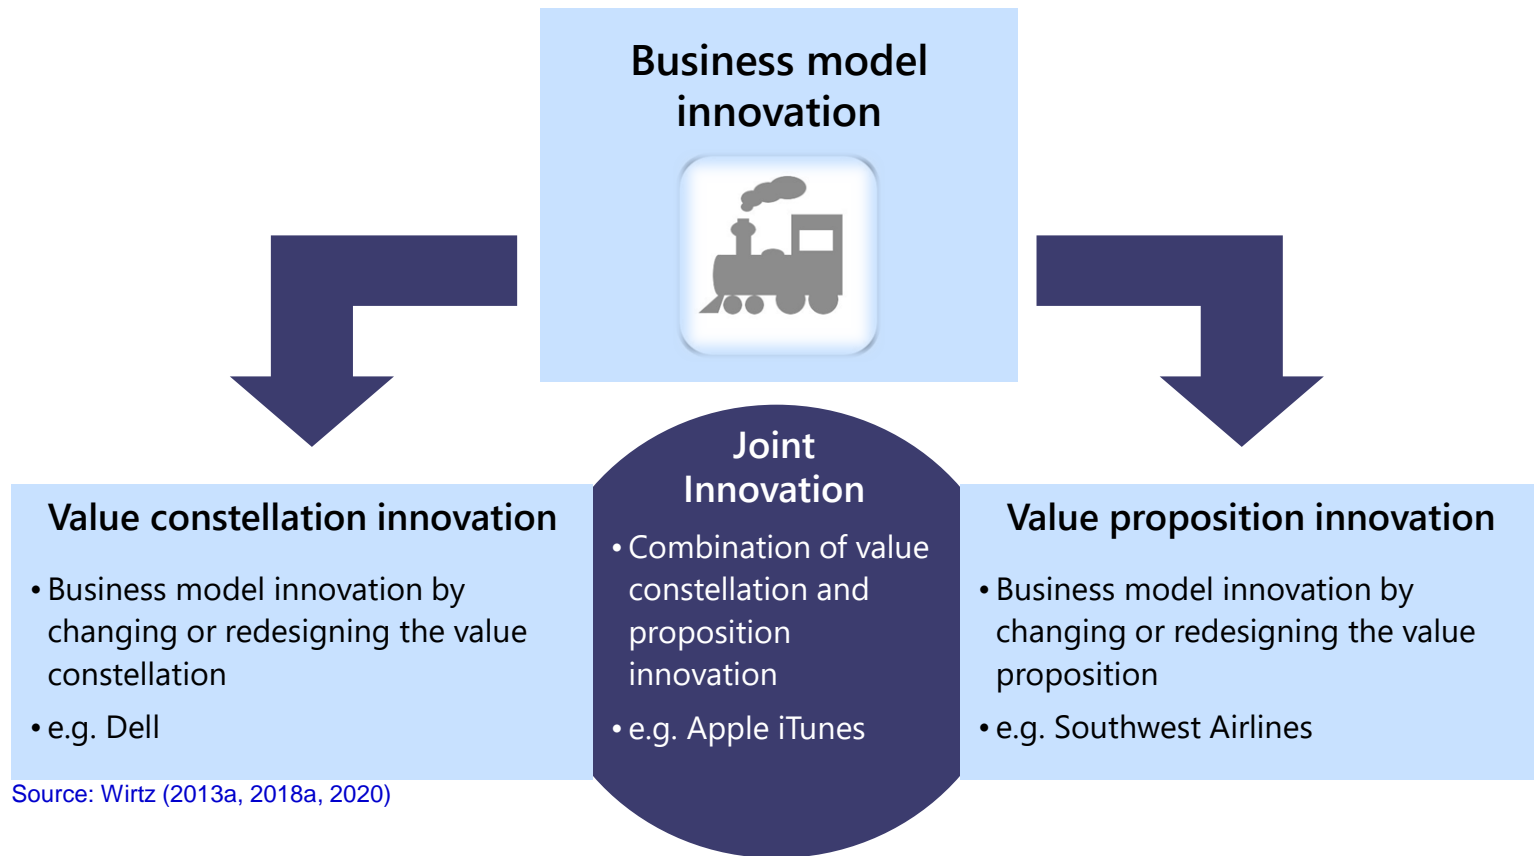 Business model
innovation
Value constellation innovation
• Business model innovation by
changing or redesigning the value
constellation
• e.g. Dell
Joint
Innovation
• Combination of value
constellation and
proposition
innovation
• e.g. Apple iTunes
Value proposition innovation
• Business model innovation by
changing or redesigning the value
proposition
• e.g. Southwest Airlines
Source: Wirtz (2013a, 2018a, 2020)